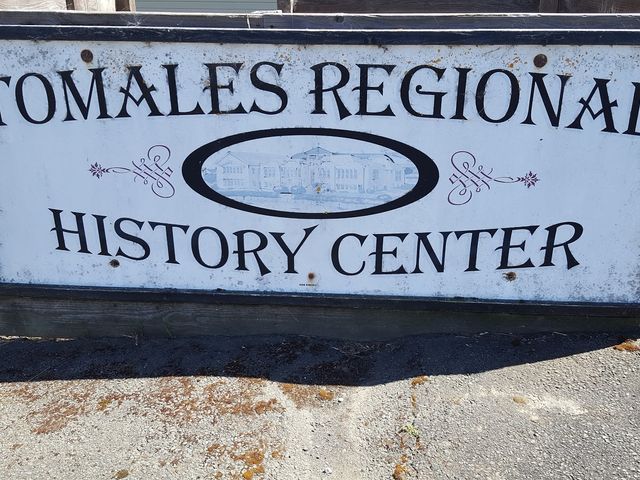 TOMALES REGIONAL
HISTORY CENTER